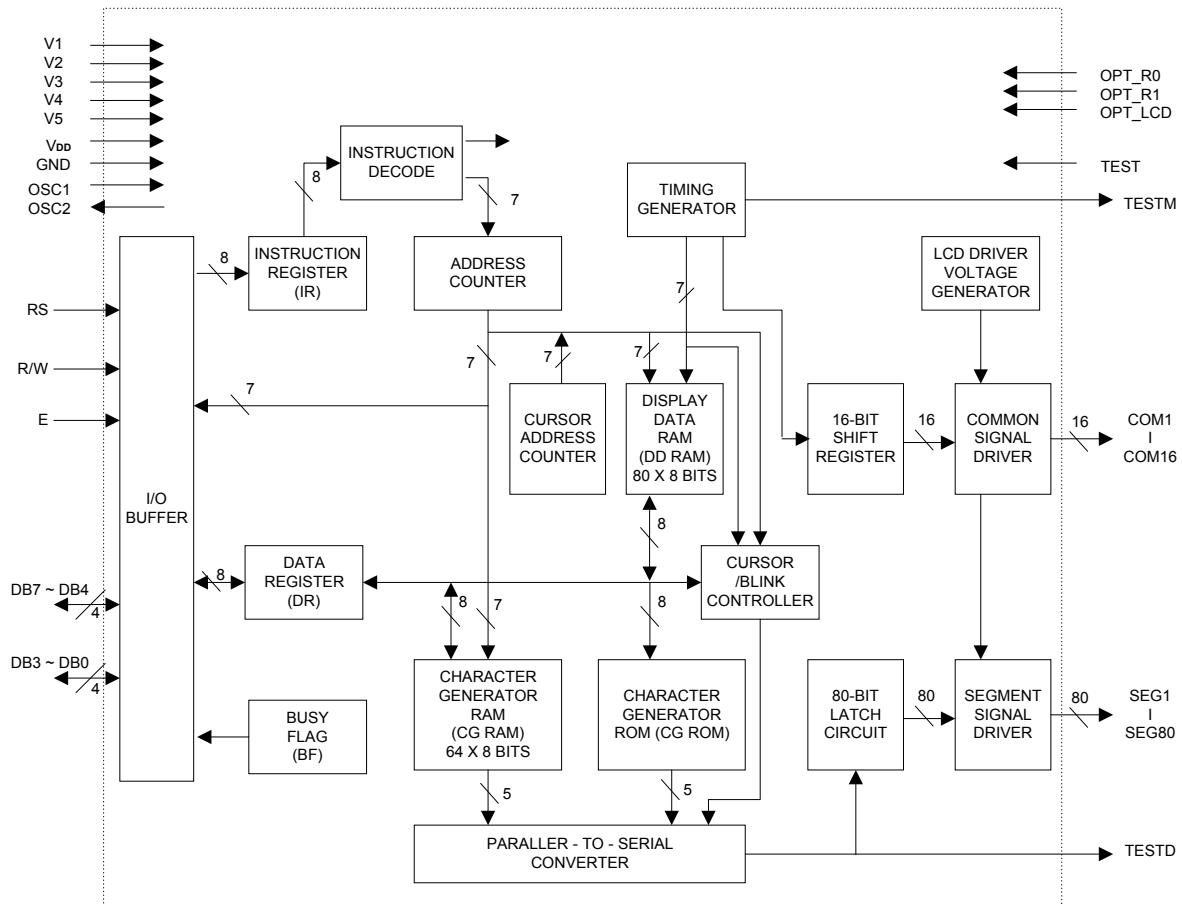 V1
V2
V3
V4
V5
VDD
GND
OSC1
OSC2
OPT_R0
OPT_R1
OPT_LCD
TEST
TESTM
INSTRUCTION
DECODE
8
7
TIMING
GENERATOR
8
INSTRUCTION
REGISTER
(IR)
ADDRESS
COUNTER
LCD DRIVER
VOLTAGE
GENERATOR
7
RS
R/W
E
7
7
7
7
CURSOR
ADDRESS
COUNTER
DISPLAY
DATA
RAM
(DD RAM)
80 X 8 BITS
16-BIT
SHIFT
REGISTER
16
COMMON
SIGNAL
DRIVER
16
COM1
I
COM16
I/O
BUFFER
8
8
DATA
REGISTER
(DR)
CURSOR
/BLINK
CONTROLLER
DB7 ~ DB4
4
8
7
8
DB3 ~ DB0
4
CHARACTER
GENERATOR
RAM
(CG RAM)
64 X 8 BITS
CHARACTER
GENERATOR
ROM (CG ROM)
80-BIT
LATCH
CIRCUIT
80
SEGMENT
SIGNAL
DRIVER
80
SEG1
I
SEG80
BUSY
FLAG
(BF)
5
5
PARALLER - TO - SERIAL
CONVERTER
TESTD